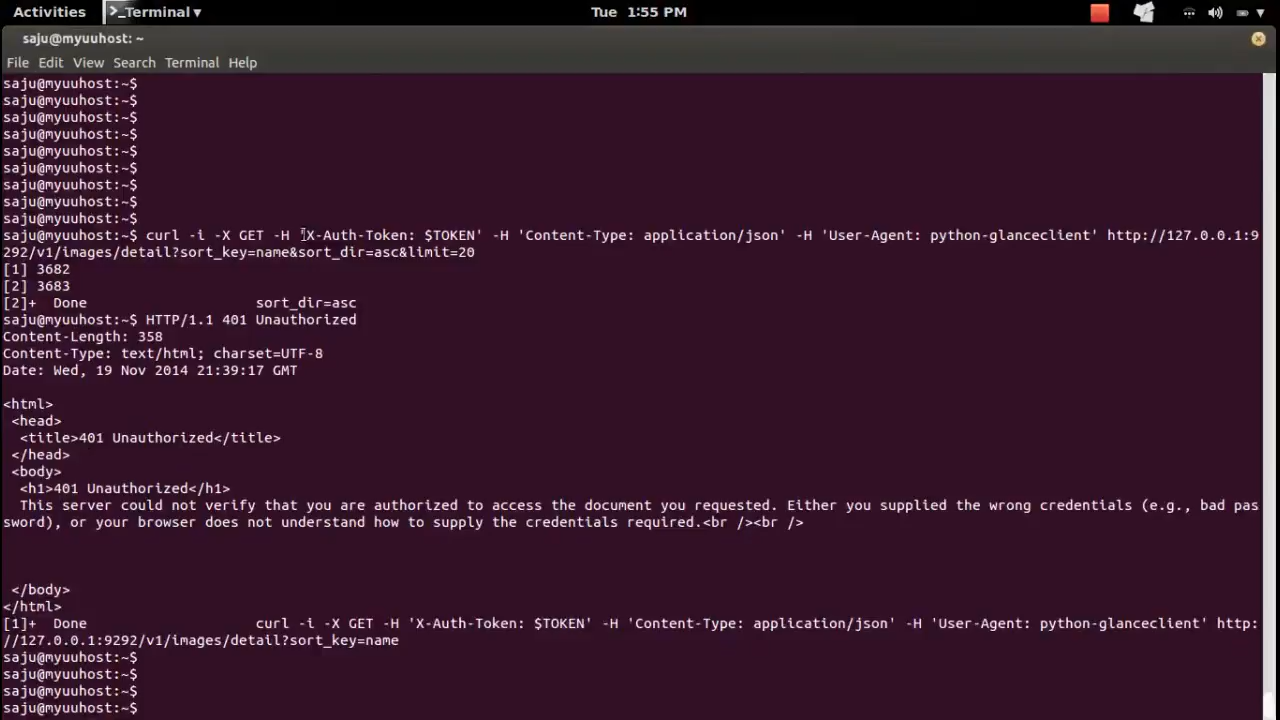 Activities Terminal Tue 1:55 PM
saju@myuuhost: ~
File Edit View Search Terminal Help
saju@myuuhost:~$
saju@myuuhost:~$
saju@myuuhost:~$
saju@myuuhost:~$
saju@myuuhost:~$
saju@myuuhost:~$
saju@myuuhost:~$
saju@myuuhost:~$
saju@myuuhost:~$
saju@myuuhost:~$ curl -i -X GET -H 'X-Auth-Token: $TOKEN' -H 'Content-Type: application/json' -H 'User-Agent: python-glanceclient' http://127.0.0.1:9
292/v1/images/detail?sort_key=name&sort_dir=asc&limit=20
[1] 3682
[2] 3683
[2]+  Done                    sort_dir=asc
saju@myuuhost:~$ HTTP/1.1 401 Unauthorized
Content-Length: 358
Content-Type: text/html; charset=UTF-8
Date: Wed, 19 Nov 2014 21:39:17 GMT
<html>
 <head>
  <title>401 Unauthorized</title>
 </head>
 <body>
  <h1>401 Unauthorized</h1>
  This server could not verify that you are authorized to access the document you requested. Either you supplied the wrong credentials (e.g., bad pas
sword), or your browser does not understand how to supply the credentials required.<br /><br />
 </body>
</html>
[1]+  Done                    curl -i -X GET -H 'X-Auth-Token: $TOKEN' -H 'Content-Type: application/json' -H 'User-Agent: python-glanceclient' http:
//127.0.0.1:9292/v1/images/detail?sort_key=name
saju@myuuhost:~$
saju@myuuhost:~$
saju@myuuhost:~$
saju@myuuhost:~$